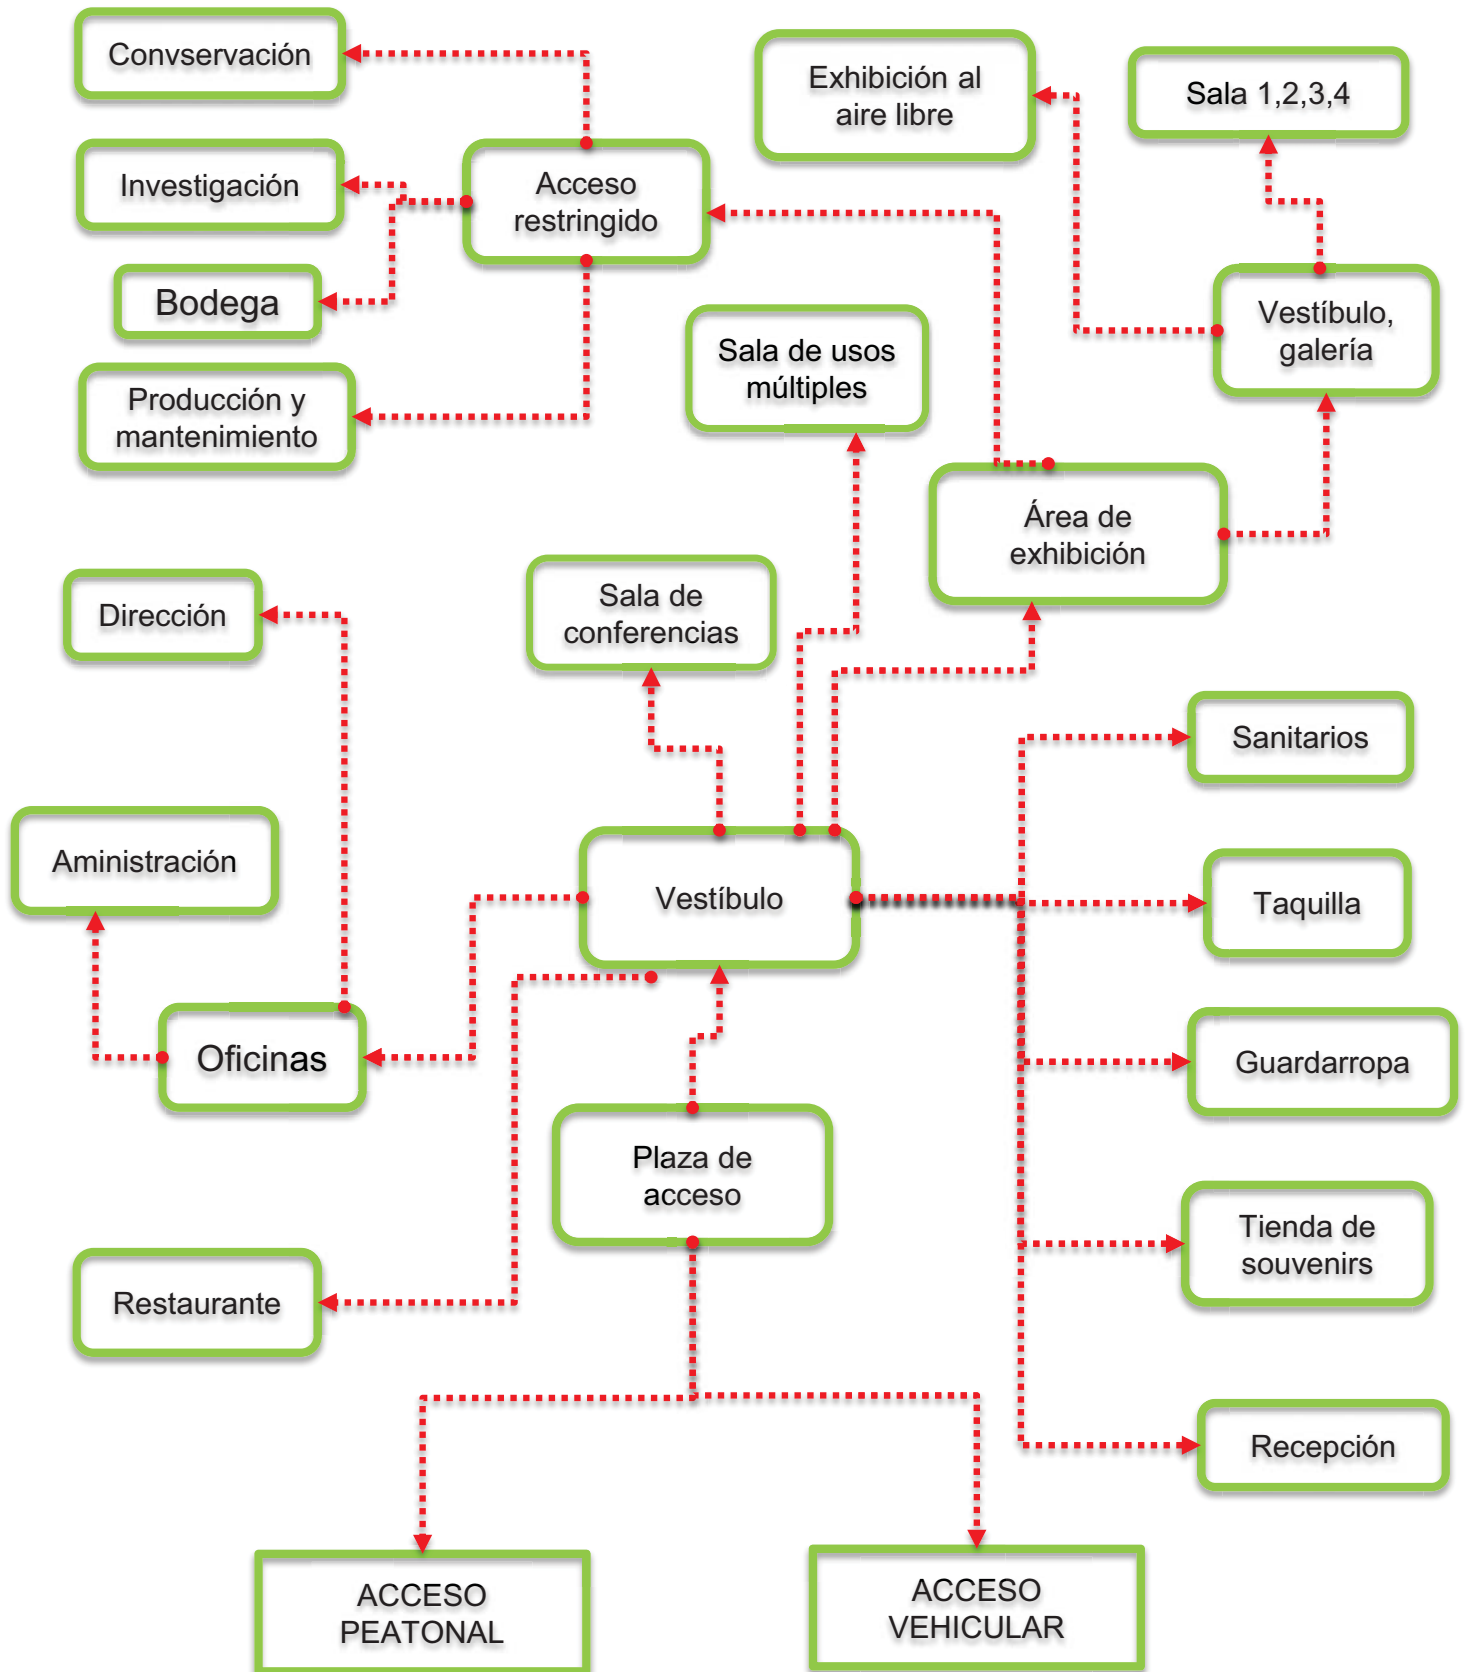 Convservación
Exhibición al
aire libre
Sala 1,2,3,4
Investigación
Acceso
restringido
Bodega
Vestíbulo,
galería
Sala de usos
múltiples
Producción y
mantenimiento
Área de
exhibición
Dirección
Sala de
conferencias
Sanitarios
Aministración
Vestíbulo
Taquilla
Oficinas
Guardarropa
Plaza de
acceso
Tienda de
souvenirs
Restaurante
Recepción
ACCESO
PEATONAL
ACCESO
VEHICULAR